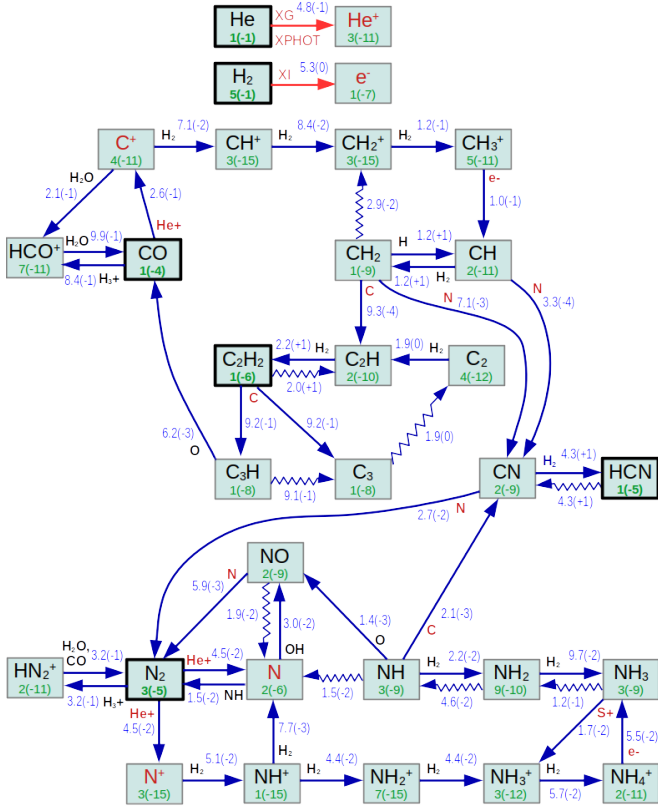 4.8(-1)
He XG He⁺
1(-1) XPHOT 3(-11)
5.3(0)
H₂ XI e⁻
5(-1) 1(-7)
7.1(-2) 8.4(-2) 1.2(-1)
C⁺ H₂ CH⁺ H₂ CH₂⁺ H₂ CH₃⁺
4(-11) 3(-15) 3(-15) 5(-11)
H₂O e-
2.1(-1) 2.6(-1) 2.9(-2) 1.0(-1)
He+
HCO⁺ H₂O 9.9(-1) CO CH₂ H 1.2(+1) CH
7(-11) 1(-4) 1(-9) 2(-11)
8.4(-1) H₃+ 1.2(+1) H₂
C N 7.1(-3) N 3.3(-4)
9.3(-4)
2.2(+1) 1.9(0)
C₂H₂ H₂ C₂H H₂ C₂
1(-6) 2.0(+1) 2(-10) 4(-12)
C
9.2(-1) 9.2(-1) 1.9(0)
6.2(-3)
O
C₃H C₃ CN H₂ 4.3(+1) HCN
1(-8) 9.1(-1) 1(-8) 2(-9) 4.3(+1) 1(-5)
N
2.7(-2)
NO
2(-9)
5.9(-3) N
1.9(-2) 3.0(-2) 1.4(-3) 2.1(-3)
OH O C
H₂O,
CO 3.2(-1) He+ 4.5(-2) H₂ 2.2(-2) H₂ 9.7(-2)
HN₂⁺ N₂ N NH NH₂ NH₃
2(-11) 3(-5) 2(-6) 3(-9) 9(-10) 3(-9)
3.2(-1) H₃+ 1.5(-2) NH 1.5(-2) 4.6(-2) 1.2(-1)
He+ S+
4.5(-2) 7.7(-3) 1.7(-2) 5.5(-2)
H₂ e-
5.1(-2) 4.4(-2) 4.4(-2)
N⁺ H₂ NH⁺ H₂ NH₂⁺ H₂ NH₃⁺ H₂ NH₄⁺
3(-15) 1(-15) 7(-15) 3(-12) 5.7(-2) 2(-11)